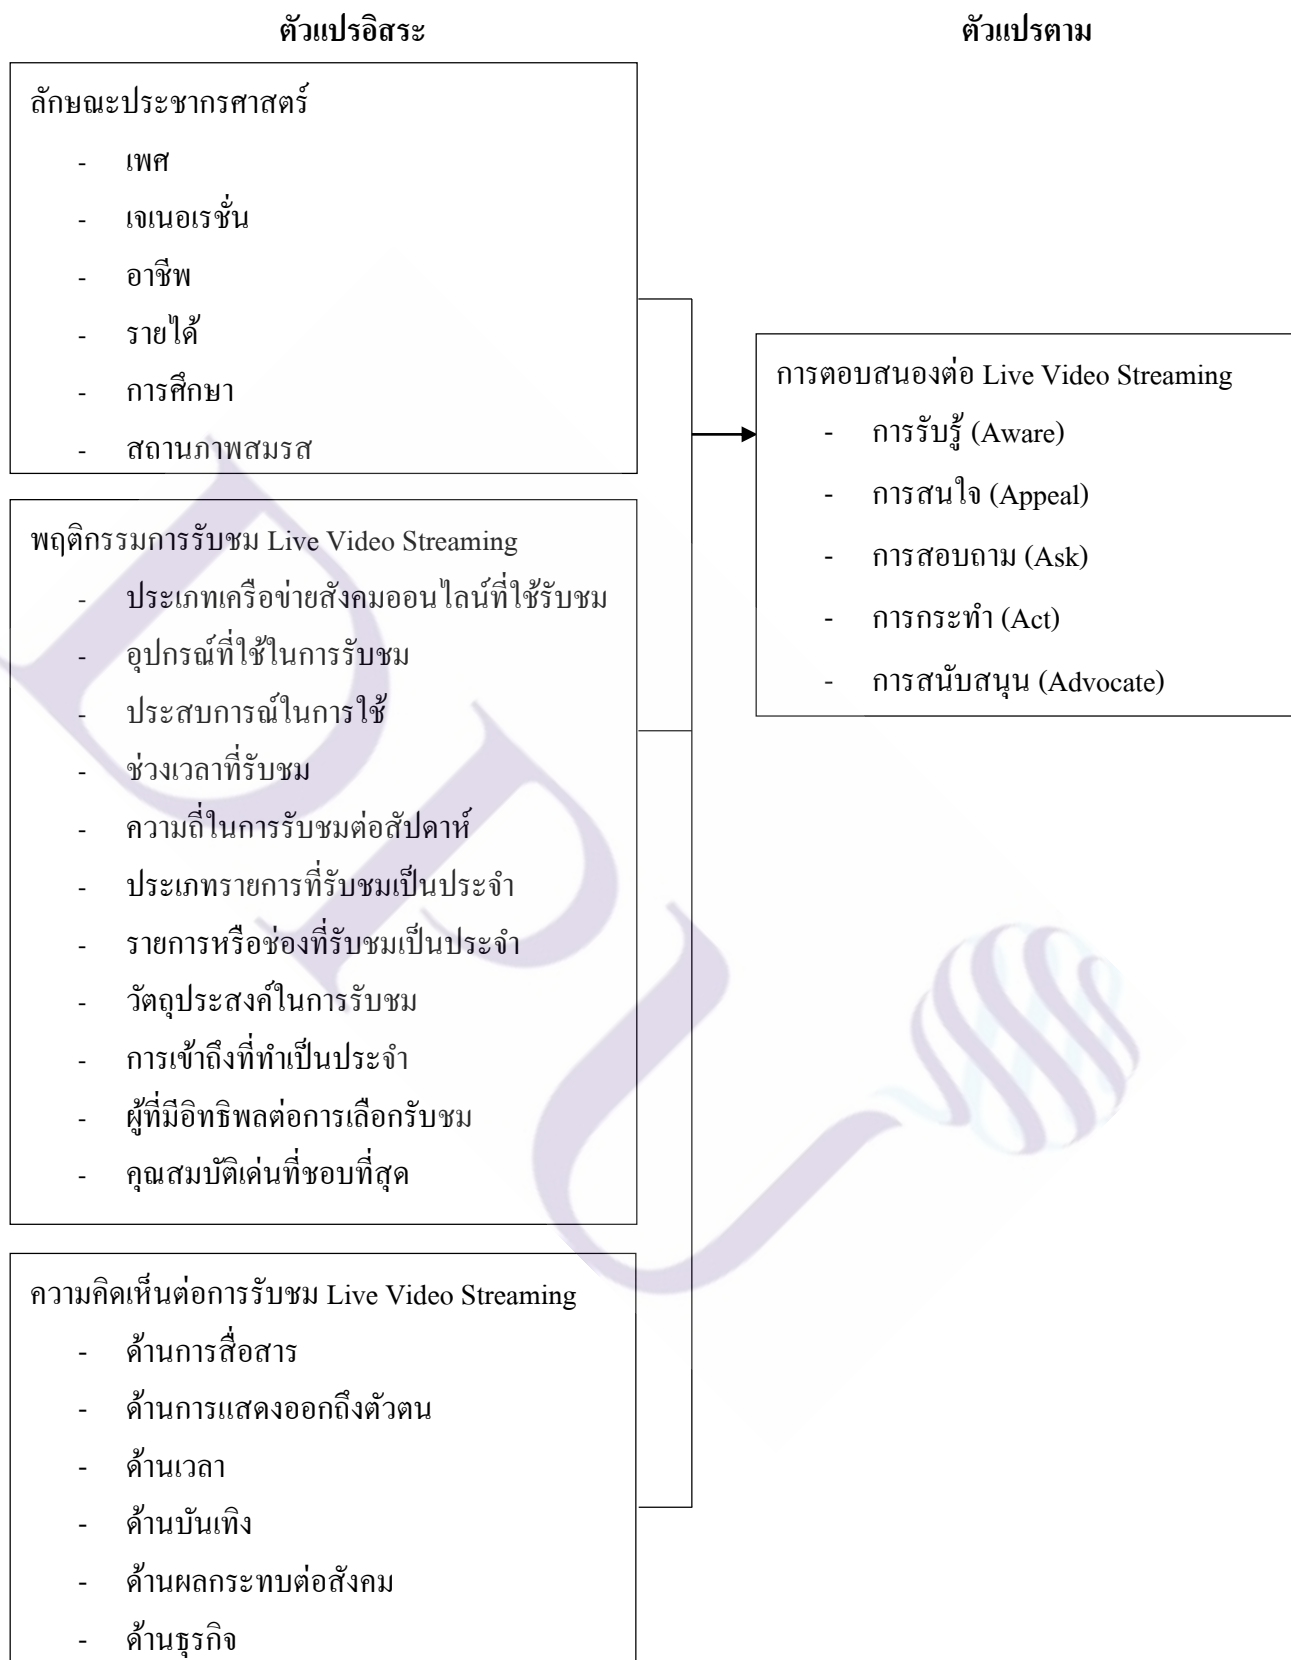 ตัวแปรอิสระ
ตัวแปรตาม
ลักษณะประชากรศาสตร์
- เพศ
- เจเนอเรชั่น
- อาชีพ
- รายได้
- การศึกษา
- สถานภาพสมรส
พฤติกรรมการรับชม Live Video Streaming
- ประเภทเครือข่ายสังคมออนไลน์ที่ใช้รับชม
- อุปกรณ์ที่ใช้ในการรับชม
- ประสบการณ์ในการใช้
- ช่วงเวลาที่รับชม
- ความถี่ในการรับชมต่อสัปดาห์
- ประเภทรายการที่รับชมเป็นประจำ
- รายการหรือช่องที่รับชมเป็นประจำ
- วัตถุประสงค์ในการรับชม
- การเข้าถึงที่ทำเป็นประจำ
- ผู้ที่มีอิทธิพลต่อการเลือกรับชม
- คุณสมบัติเด่นที่ชอบที่สุด
ความคิดเห็นต่อการรับชม Live Video Streaming
- ด้านการสื่อสาร
- ด้านการแสดงออกถึงตัวตน
- ด้านเวลา
- ด้านบันเทิง
- ด้านผลกระทบต่อสังคม
- ด้านธุรกิจ
การตอบสนองต่อ Live Video Streaming
- การรับรู้ (Aware)
- การสนใจ (Appeal)
- การสอบถาม (Ask)
- การกระทำ (Act)
- การสนับสนุน (Advocate)
DPU